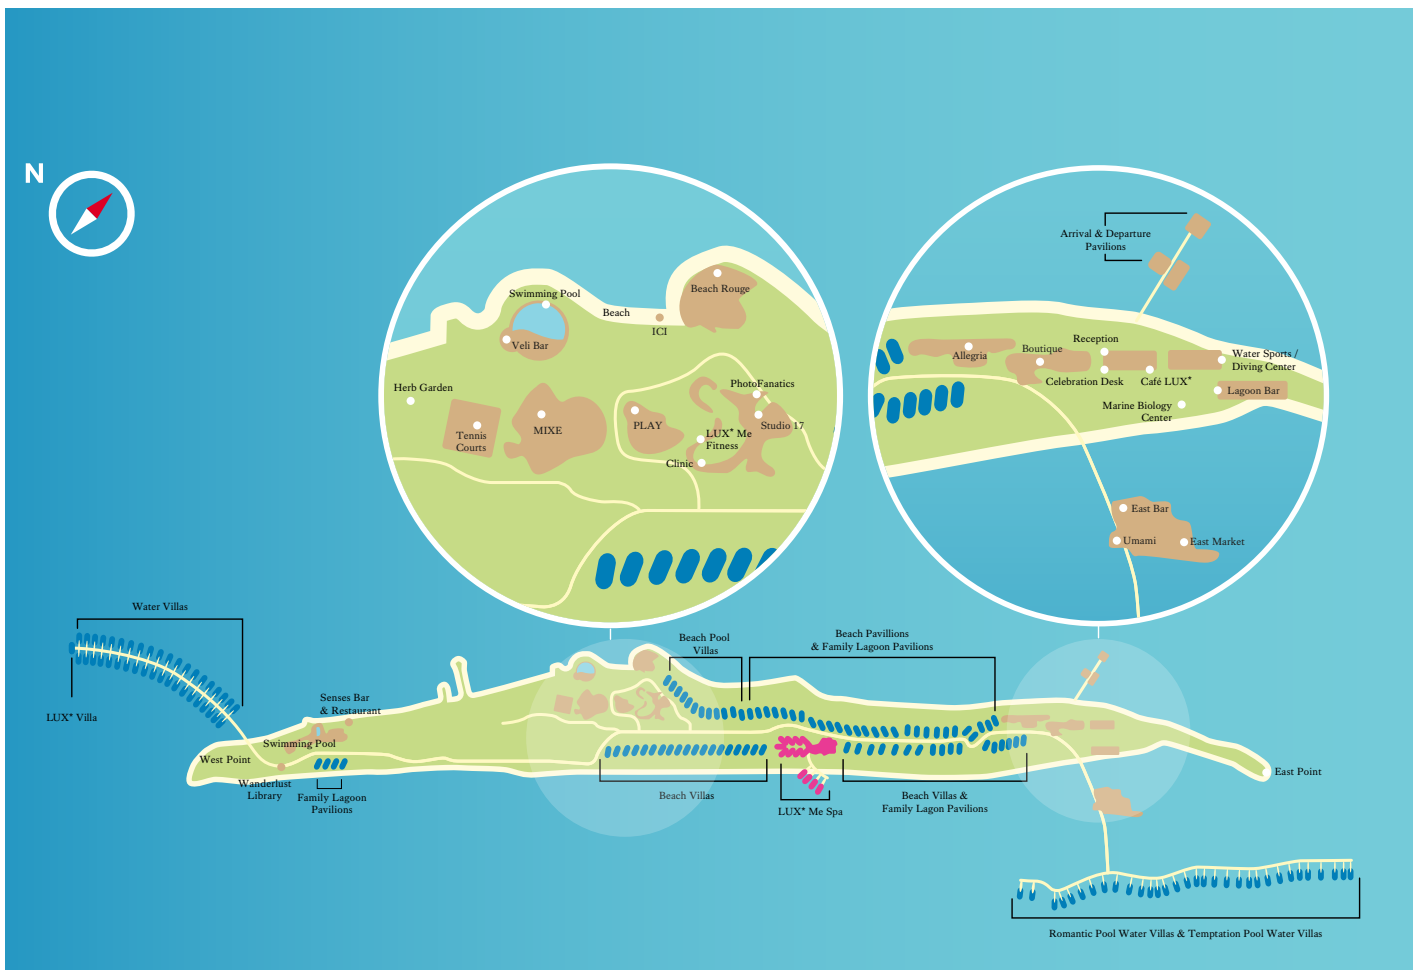 N
Arrival & Departure
Pavilions
Swimming Pool
Beach Rouge
Beach
ICI
Veli Bar
Herb Garden
PhotoFanatics
Tennis
Courts
MIXE
PLAY
Studio 17
LUX* Me
Fitness
Clinic
Reception
Boutique
Allegria
Water Sports /
Diving Center
Celebration Desk
Café LUX*
Lagoon Bar
Marine Biology
Center
East Bar
Umami
East Market
Water Villas
LUX* Villa
Senses Bar
& Restaurant
Swimming Pool
West Point
Wanderlust
Library
Family Lagoon
Pavilions
Beach Pool
Villas
Beach Pavillions
& Family Lagoon Pavilions
Beach Villas
LUX* Me Spa
Beach Villas &
Family Lagon Pavilions
East Point
Romantic Pool Water Villas & Temptation Pool Water Villas